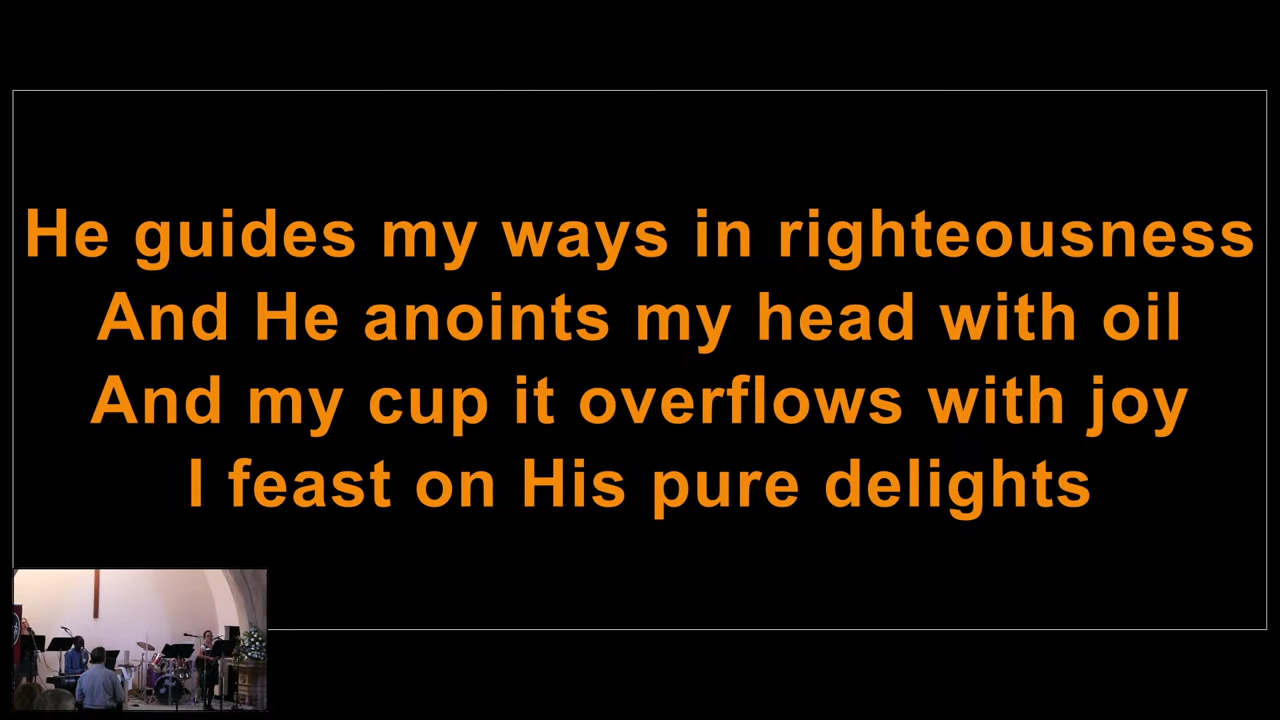 He guides my ways in righteousness
And He anoints my head with oil
And my cup it overflows with joy
I feast on His pure delights